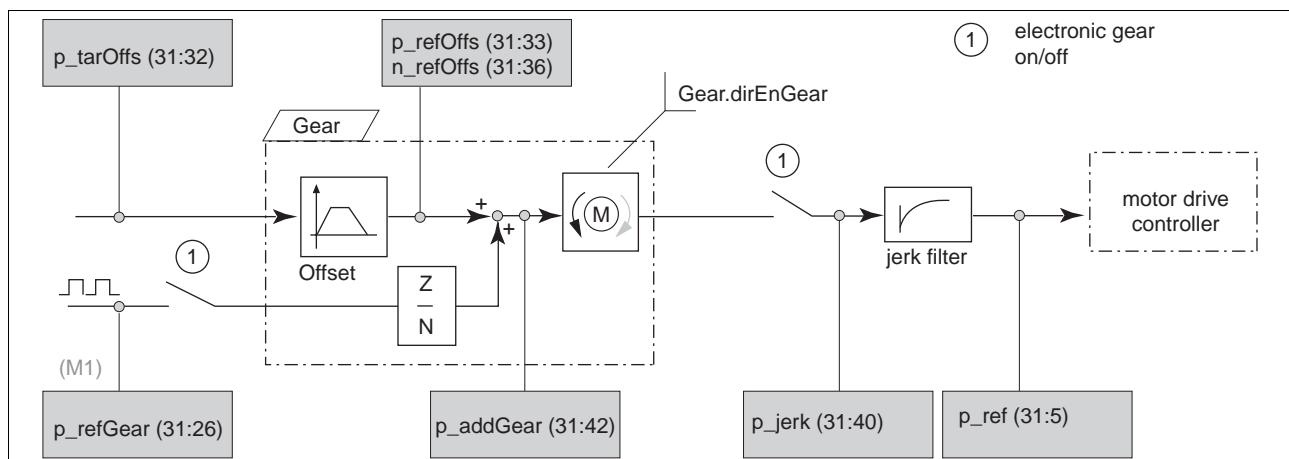 p_tarOffs (31:32)
p_refOffs (31:33)
n_refOffs (31:36)
1
electronic gear
on/off
Gear.dirEnGear
Gear
1
+
+
M
motor drive
controller
Offset
jerk filter
1
Z
N
(M1)
p_refGear (31:26)
p_addGear (31:42)
p_jerk (31:40)
p_ref (31:5)